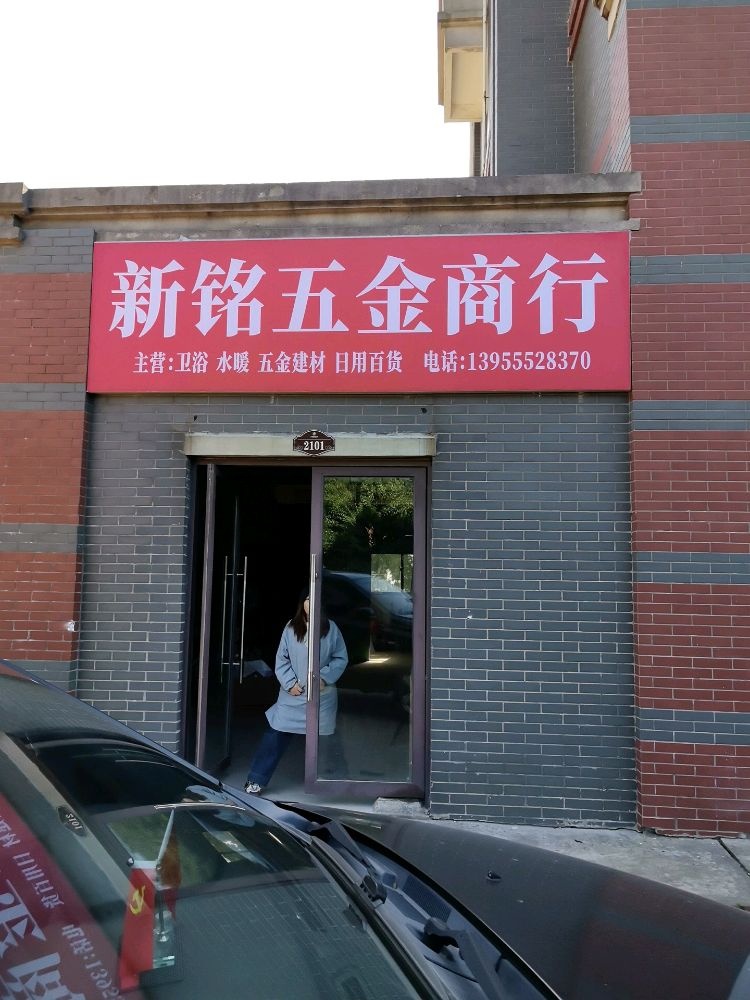 新铭五金商行
主营:卫浴 水暖 五金建材 日用百货 电话:13955528370
2101